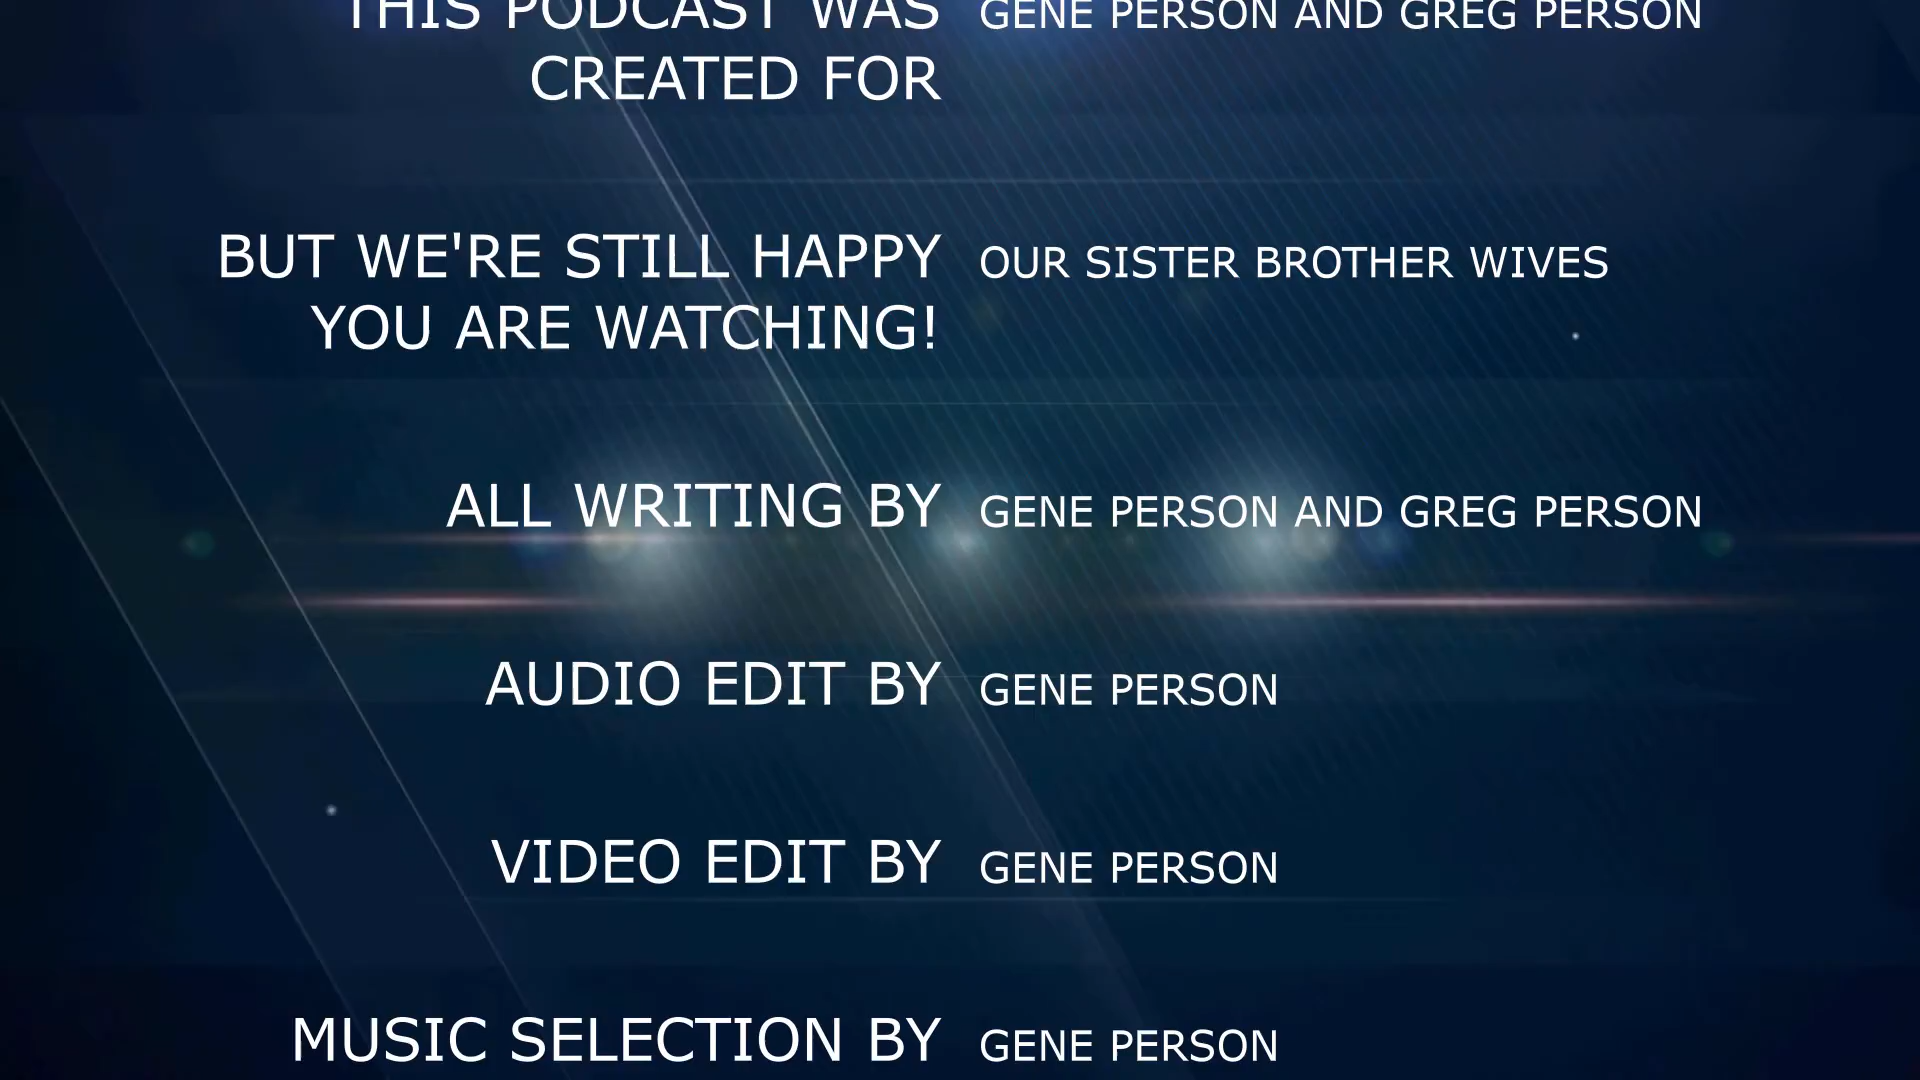 THIS PODCAST WAS GENE PERSON AND GREG PERSON
CREATED FOR
BUT WE'RE STILL HAPPY OUR SISTER BROTHER WIVES
YOU ARE WATCHING!
ALL WRITING BY GENE PERSON AND GREG PERSON
AUDIO EDIT BY GENE PERSON
VIDEO EDIT BY GENE PERSON
MUSIC SELECTION BY GENE PERSON